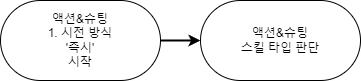 액션&슈팅
1. 시전 방식
'즉시'
시작
액션&슈팅
스킬 타입 판단